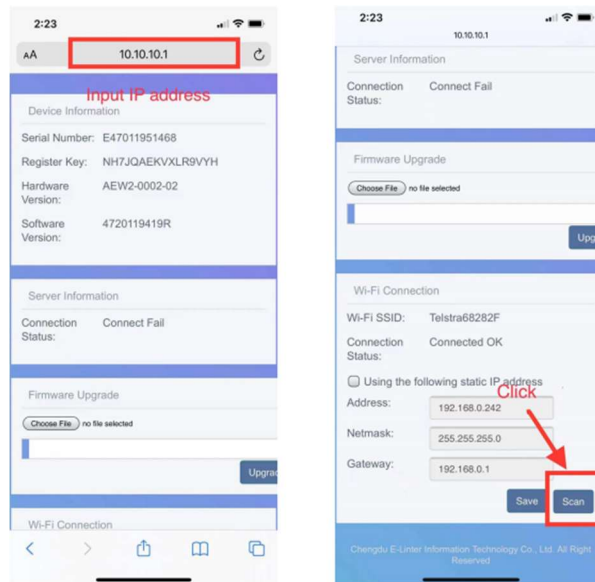 2:23
AA 10.10.10.1
Input IP address
Device Information
Serial Number: E47011951468
Register Key: NH7JQAEKVXLR9VYH
Hardware Version: AEW2-0002-02
Software Version: 4720119419R
Server Information
Connection Status: Connect Fail
Firmware Upgrade
Choose File no file selected
Upgrad
Wi-Fi Connection
2:23
10.10.10.1
Server Information
Connection Status: Connect Fail
Firmware Upgrade
Choose File no file selected
Upg
Wi-Fi Connection
Wi-Fi SSID: Telstra68282F
Connection Status: Connected OK
Using the following static IP address
Click
Address: 192.168.0.242
Netmask: 255.255.255.0
Gateway: 192.168.0.1
Save Scan
Chengdu E-Linter Information Technology Co., Ltd. All Right
Reserved